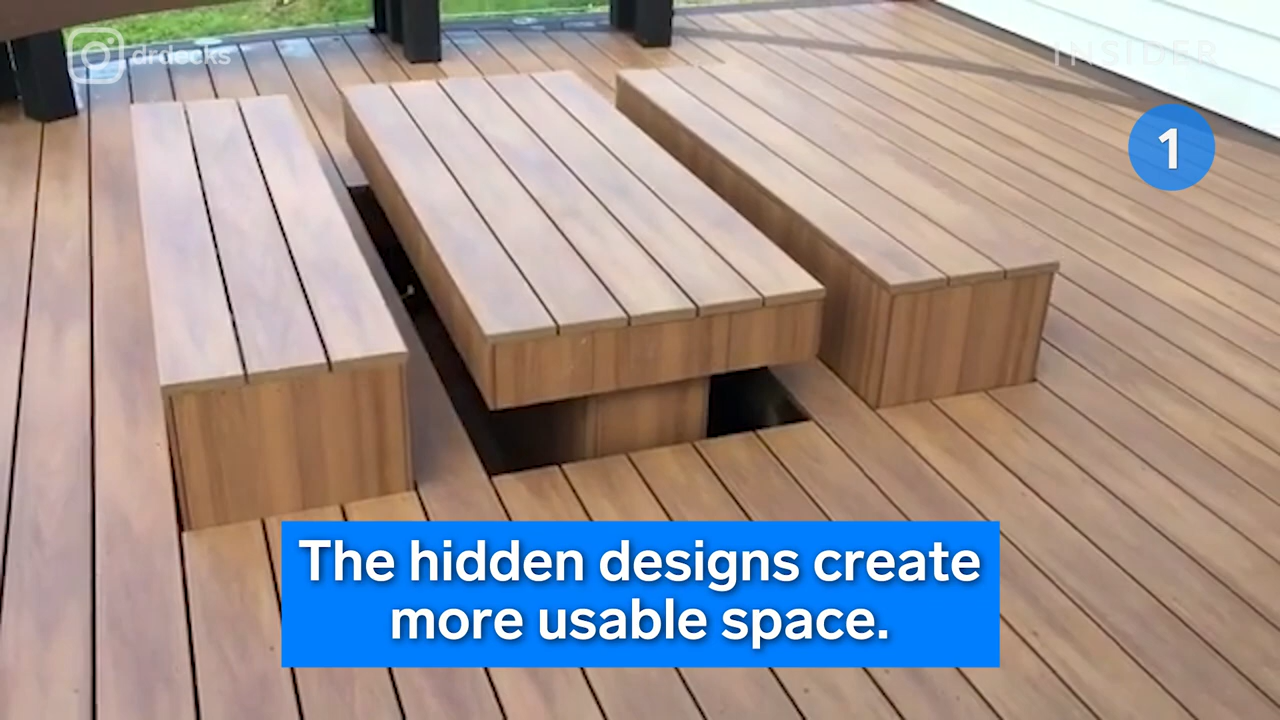 drdecks
INSIDER
1
The hidden designs create
more usable space.